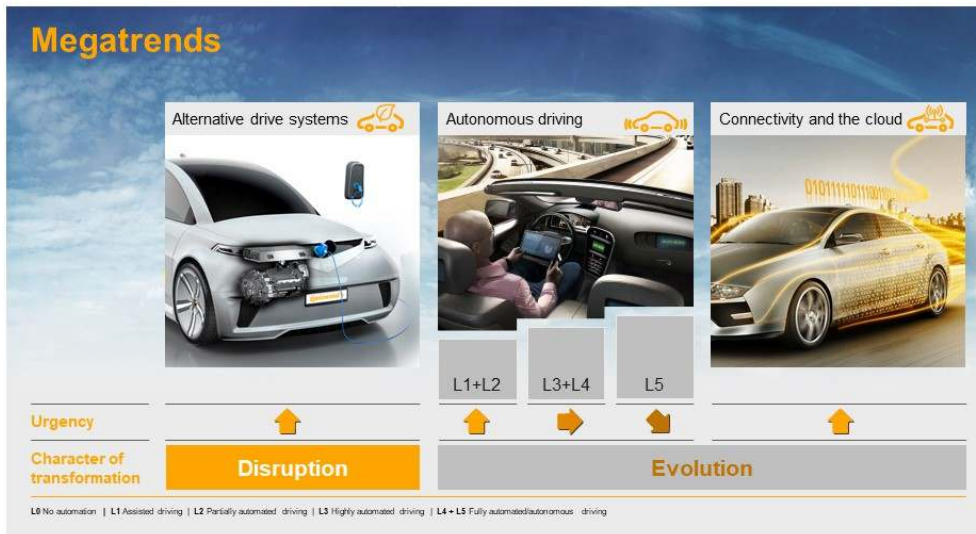 Megatrends
Alternative drive systems
Autonomous driving
Connectivity and the cloud
Continental
L1+L2
L3+L4
L5
Urgency
Character of
transformation
Disruption
Evolution
L0 No automation | L1 Assisted driving | L2 Partially automated driving | L3 Highly automated driving | L4 + L5 Fully automated/autonomous driving